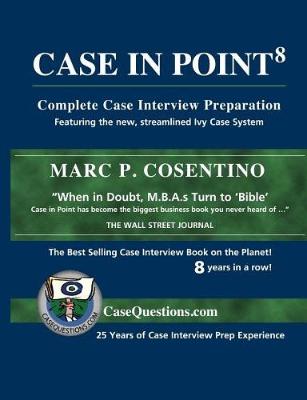 CASE IN POINT⁸
Complete Case Interview Preparation
Featuring the new, streamlined Ivy Case System
MARC P. COSENTINO
“When in Doubt, M.B.A.s Turn to ‘Bible’
Case in Point has become the biggest business book you never heard of ...”
THE WALL STREET JOURNAL
The Best Selling Case Interview Book on the Planet!
8 years in a row!
CASEQUESTIONS.COM
CaseQuestions.com
25 Years of Case Interview Prep Experience